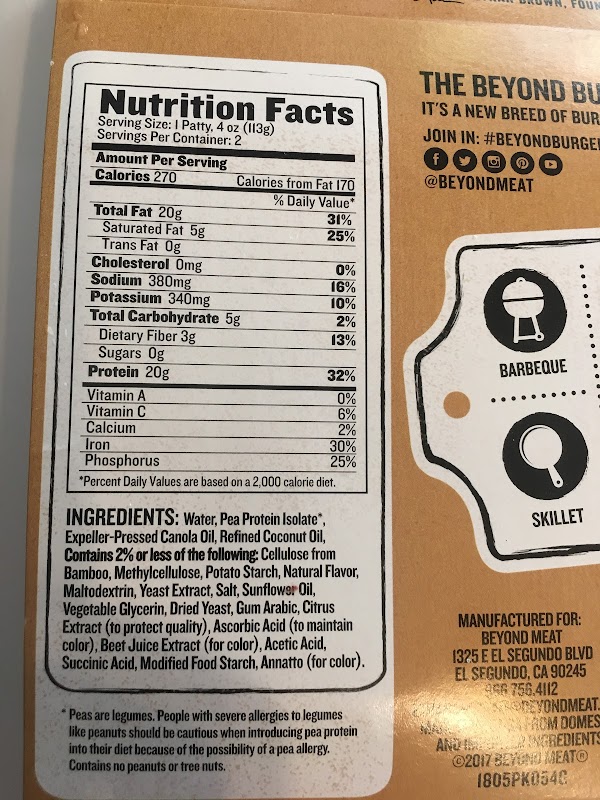 BROWN, FOUN
Nutrition Facts
Serving Size: 1 Patty, 4 oz (113g)
Servings Per Container: 2
Amount Per Serving
Calories 270 Calories from Fat 170
% Daily Value*
Total Fat 20g 31%
Saturated Fat 5g 25%
Trans Fat 0g
Cholesterol 0mg 0%
Sodium 380mg 16%
Potassium 340mg 10%
Total Carbohydrate 5g 2%
Dietary Fiber 3g 13%
Sugars 0g
Protein 20g 32%
Vitamin A 0%
Vitamin C 6%
Calcium 2%
Iron 30%
Phosphorus 25%
*Percent Daily Values are based on a 2,000 calorie diet.
INGREDIENTS: Water, Pea Protein Isolate*,
Expeller-Pressed Canola Oil, Refined Coconut Oil,
Contains 2% or less of the following: Cellulose from
Bamboo, Methylcellulose, Potato Starch, Natural Flavor,
Maltodextrin, Yeast Extract, Salt, Sunflower Oil,
Vegetable Glycerin, Dried Yeast, Gum Arabic, Citrus
Extract (to protect quality), Ascorbic Acid (to maintain
color), Beet Juice Extract (for color), Acetic Acid,
Succinic Acid, Modified Food Starch, Annatto (for color).
* Peas are legumes. People with severe allergies to legumes
like peanuts should be cautious when introducing pea protein
into their diet because of the possibility of a pea allergy.
Contains no peanuts or tree nuts.
THE BEYOND BU
IT'S A NEW BREED OF BUR
JOIN IN: #BEYONDBURGE
@BEYONDMEAT
BARBEQUE
SKILLET
MANUFACTURED FOR:
BEYOND MEAT
1325 E EL SEGUNDO BLVD
EL SEGUNDO, CA 90245
756.4112
BEYONDMEAT.
FROM DOMES
AND INGREDIENTS
©2017 BEYOND MEAT®
1805PK054C